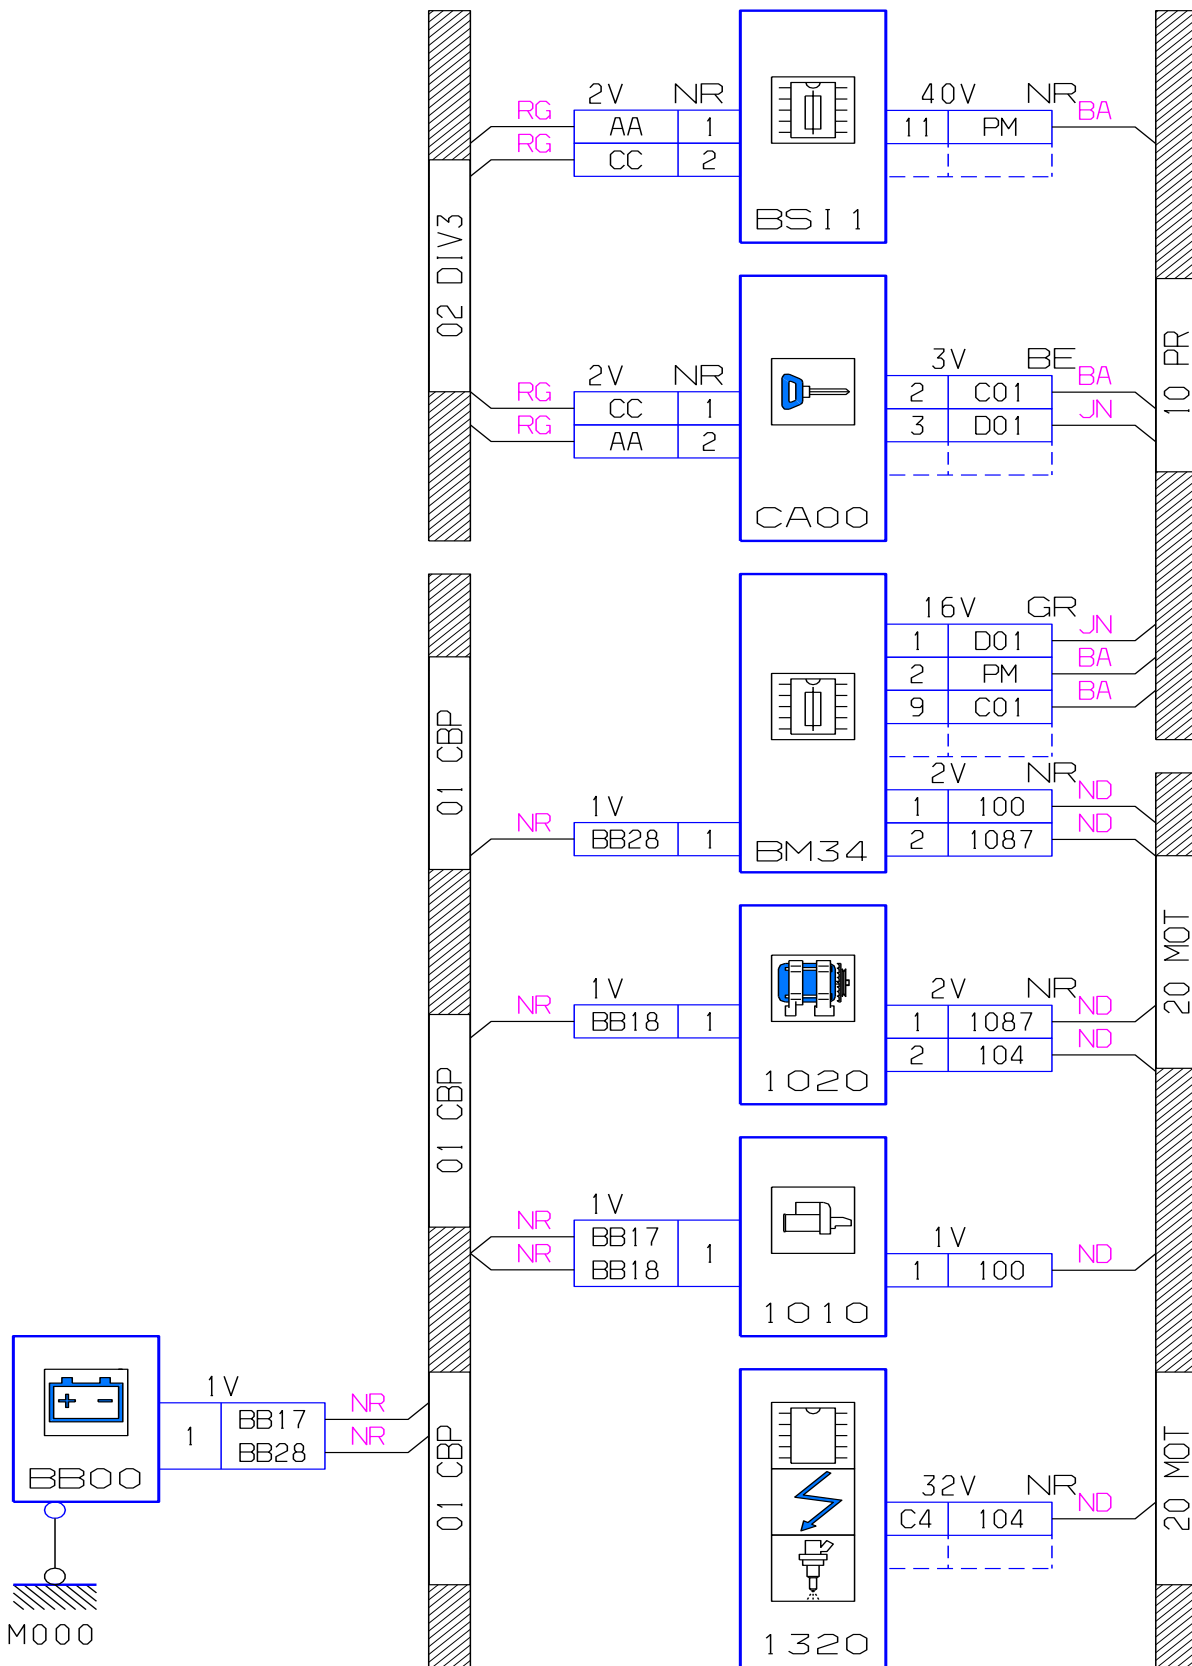 2V NR
RG AA 1
RG CC 2
BSI1
40V NR
11 PM BA
02 DIV3
2V NR
RG CC 1
RG AA 2
CA00
3V BE
2 C01 BA
3 D01 JN
10 PR
16V GR
1 D01 JN
2 PM BA
9 C01 BA
01 CBP
1V
NR BB28 1
BM34
2V NR
1 100 ND
2 1087 ND
20 MOT
01 CBP
1V
NR BB18 1
1020
2V NR
1 1087 ND
2 104 ND
1V
NR BB17
1
NR BB18
1010
1V
1 100 ND
+ -
BB00
1V
BB17 NR
1
BB28 NR
M000
01 CBP
1320
32V NR
C4 104 ND
20 MOT